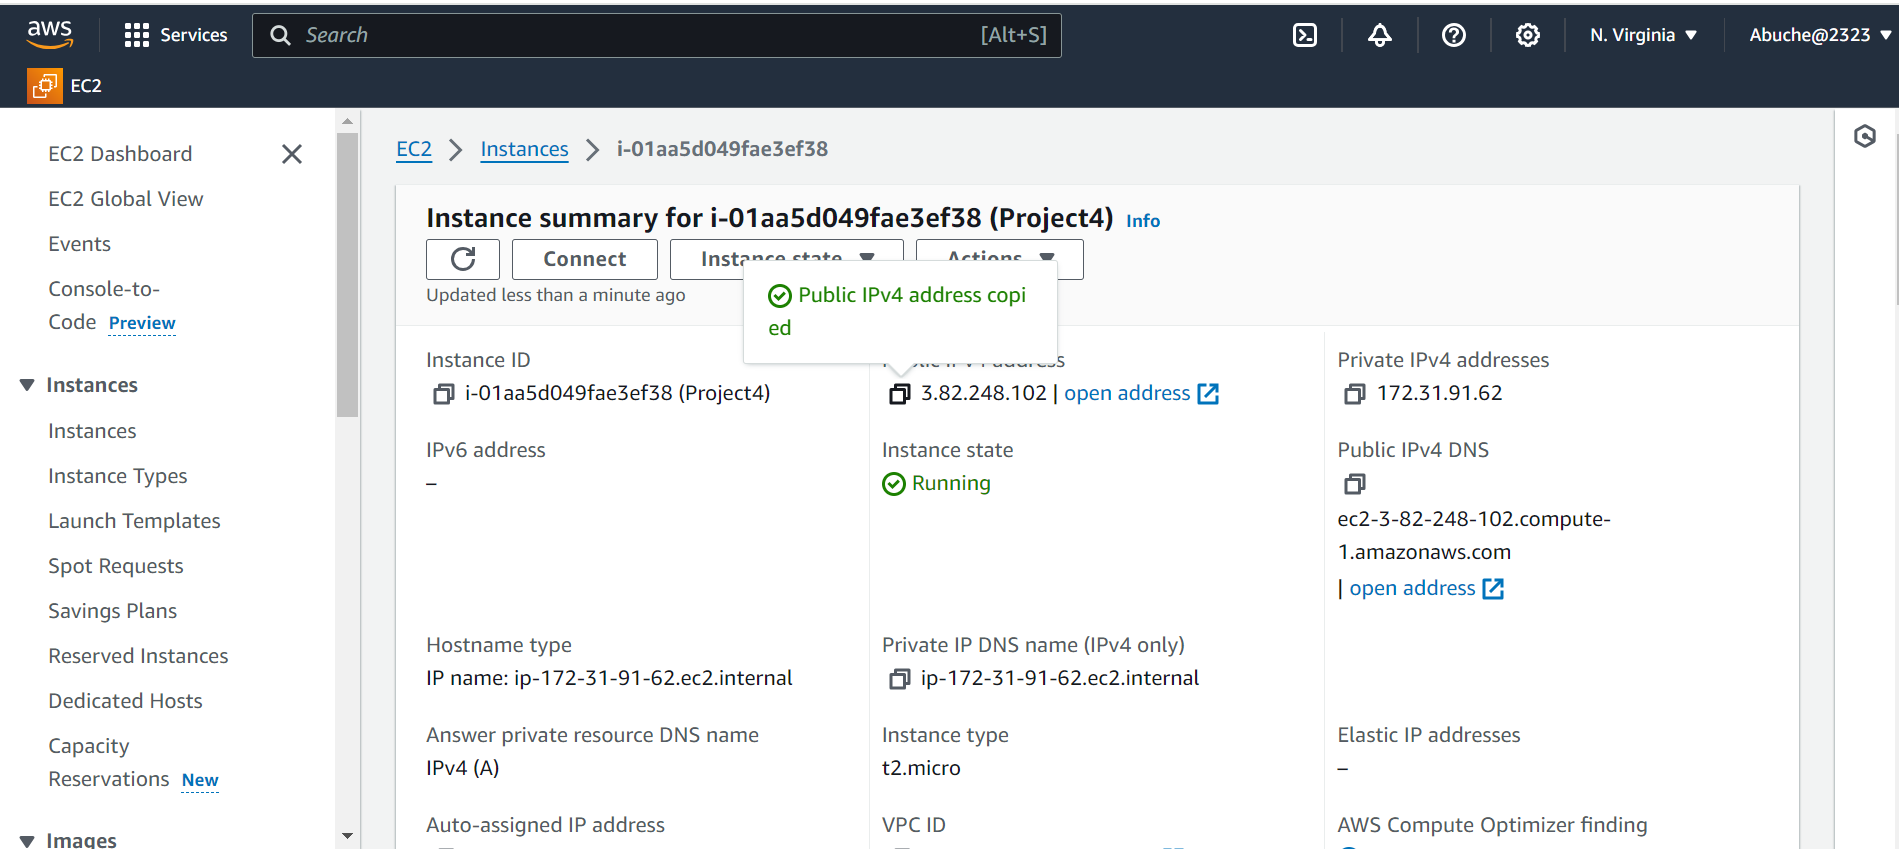 aws
Services
Search
[Alt+S]
N. Virginia
Abuche@2323
EC2
EC2 Dashboard
EC2 Global View
Events
Console-to-
Code Preview
Instances
Instances
Instance Types
Launch Templates
Spot Requests
Savings Plans
Reserved Instances
Dedicated Hosts
Capacity
Reservations New
Images
EC2 > Instances > i-01aa5d049fae3ef38
Instance summary for i-01aa5d049fae3ef38 (Project4) Info
Connect
Instance state
Actions
Updated less than a minute ago
Public IPv4 address copi
ed
Instance ID
i-01aa5d049fae3ef38 (Project4)
Public IPv4 address
3.82.248.102 | open address
Private IPv4 addresses
172.31.91.62
IPv6 address
–
Instance state
Running
Public IPv4 DNS
ec2-3-82-248-102.compute-
1.amazonaws.com
| open address
Hostname type
IP name: ip-172-31-91-62.ec2.internal
Private IP DNS name (IPv4 only)
ip-172-31-91-62.ec2.internal
Answer private resource DNS name
IPv4 (A)
Instance type
t2.micro
Elastic IP addresses
–
Auto-assigned IP address
VPC ID
AWS Compute Optimizer finding